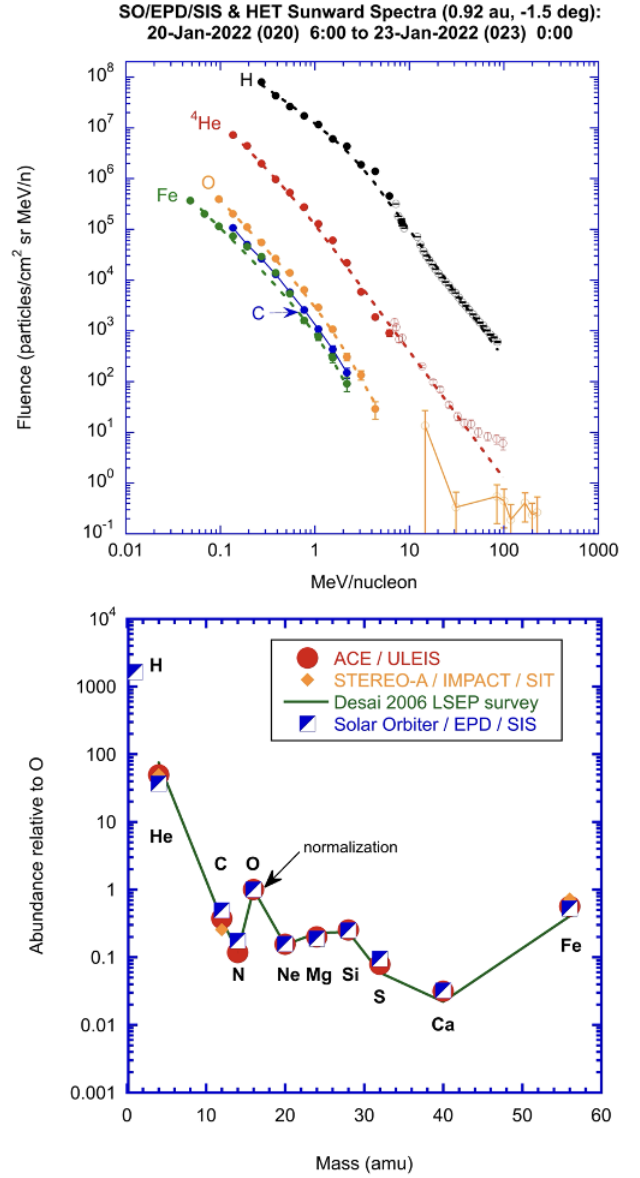 SO/EPD/SIS & HET Sunward Spectra (0.92 au, -1.5 deg):
20-Jan-2022 (020) 6:00 to 23-Jan-2022 (023) 0:00
10⁸
H
10⁷
⁴He
10⁶
O
Fe
10⁵
10⁴
C
10³
10²
10¹
10⁰
10⁻¹
Fluence (particles/cm² sr MeV/n)
0.01 0.1 1 10 100 1000
MeV/nucleon
10⁴
H
ACE / ULEIS
STEREO-A / IMPACT / SIT
Desai 2006 LSEP survey
Solar Orbiter / EPD / SIS
1000
100
He
10
C O normalization
1
N Ne Mg Si S Ca Fe
0.1
0.01
0.001
Abundance relative to O
0 10 20 30 40 50 60
Mass (amu)